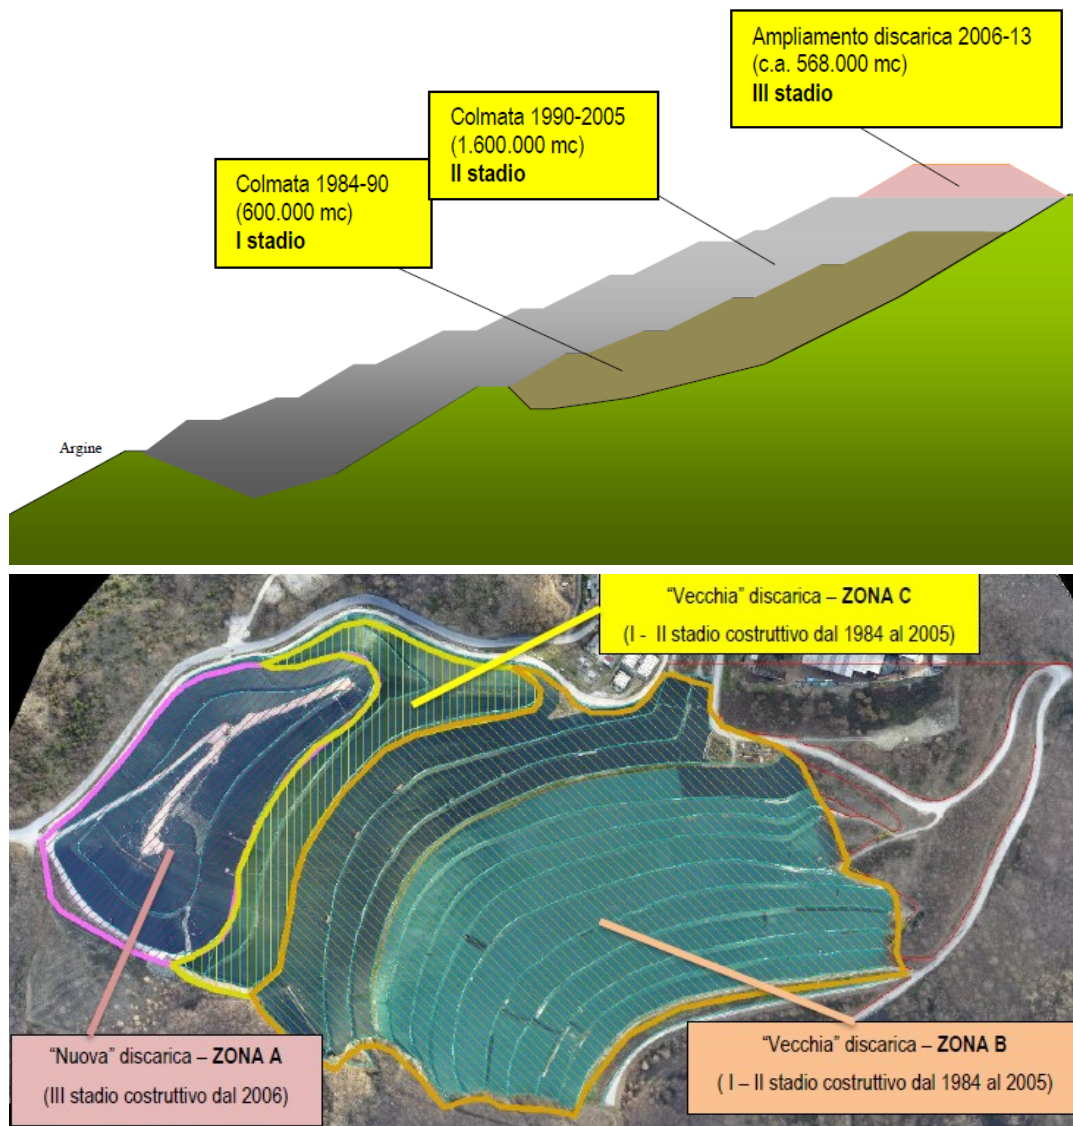 Ampliamento discarica 2006-13
(c.a. 568.000 mc)
III stadio
Colmata 1990-2005
(1.600.000 mc)
II stadio
Colmata 1984-90
(600.000 mc)
I stadio
Argine
"Vecchia" discarica – ZONA C
(I - II stadio costruttivo dal 1984 al 2005)
"Nuova" discarica – ZONA A
(III stadio costruttivo dal 2006)
"Vecchia" discarica – ZONA B
( I – II stadio costruttivo dal 1984 al 2005)